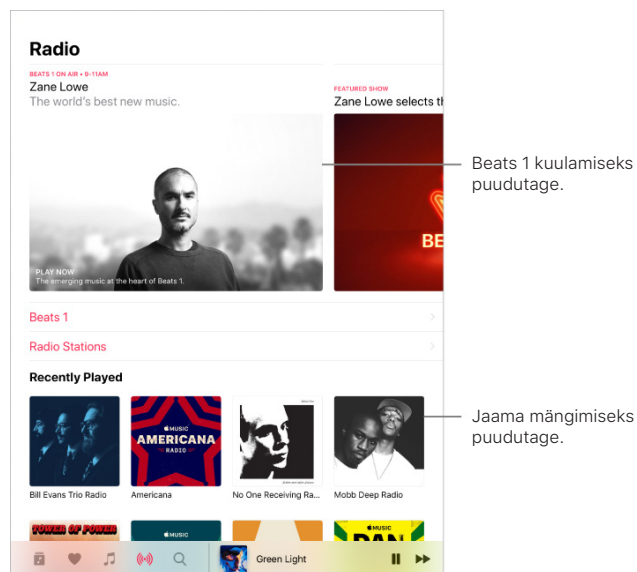 Radio
BEATS 1 ON AIR • 9-11AM
Zane Lowe
The world's best new music.
FEATURED SHOW
Zane Lowe selects th
PLAY NOW
The emerging music at the heart of Beats 1.
BE
Beats 1 kuulamiseks
puudutage.
Beats 1
Radio Stations
Recently Played
MUSIC
AMERICANA
RADIO
Jaama mängimiseks
puudutage.
Bill Evans Trio Radio
Americana
No One Receiving Ra...
Mobb Deep Radio
TOWER OF POWER
MUSIC
MUSIC
DAN
Green Light